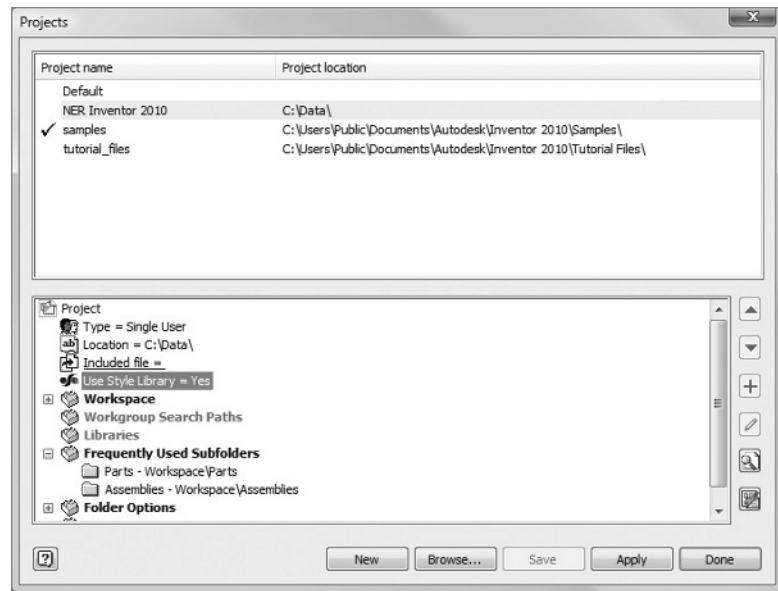 Projects
Project name Project location
Default
NER Inventor 2010 C:\Data\
samples C:\Users\Public\Documents\Autodesk\Inventor 2010\Samples\
tutorial_files C:\Users\Public\Documents\Autodesk\Inventor 2010\Tutorial Files\
Project
Type = Single User
Location = C:\Data\
Included file =
Use Style Library = Yes
Workspace
Workgroup Search Paths
Libraries
Frequently Used Subfolders
Parts - Workspace\Parts
Assemblies - Workspace\Assemblies
Folder Options
New Browse... Save Apply Done